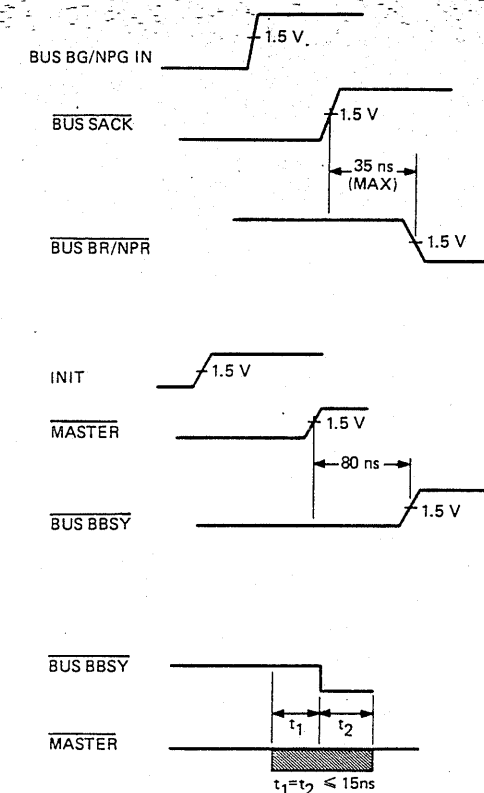 BUS BG/NPG IN
1.5 V
BUS SACK
1.5 V
35 ns
(MAX)
BUS BR/NPR
1.5 V
INIT
1.5 V
MASTER
1.5 V
80 ns
BUS BBSY
1.5 V
BUS BBSY
t1 t2
MASTER
t1=t2 ⩽ 15ns